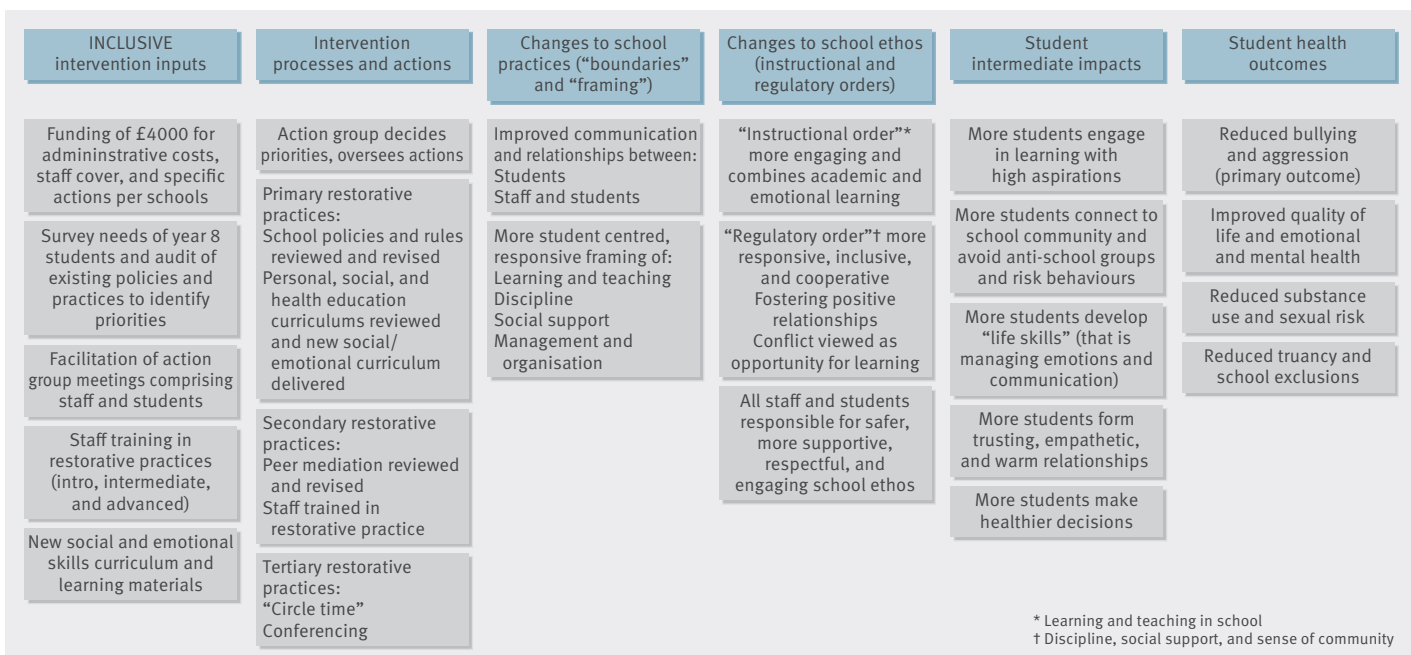 INCLUSIVE
intervention inputs
Funding of £4000 for
admininstrative costs,
staff cover, and specific
actions per schools
Survey needs of year 8
students and audit of
existing policies and
practices to identify
priorities
Facilitation of action
group meetings comprising
staff and students
Staff training in
restorative practices
(intro, intermediate,
and advanced)
New social and emotional
skills curriculum and
learning materials
Intervention
processes and actions
Action group decides
priorities, oversees actions
Primary restorative
practices:
School policies and rules
reviewed and revised
Personal, social, and
health education
curriculums reviewed
and new social/
emotional curriculum
delivered
Secondary restorative
practices:
Peer mediation reviewed
and revised
Staff trained in
restorative practice
Tertiary restorative
practices:
“Circle time”
Conferencing
Changes to school
practices (“boundaries”
and “framing”)
Improved communication
and relationships between:
Students
Staff and students
More student centred,
responsive framing of:
Learning and teaching
Discipline
Social support
Management and
organisation
Changes to school ethos
(instructional and
regulatory orders)
“Instructional order”*
more engaging and
combines academic and
emotional learning
“Regulatory order”† more
responsive, inclusive,
and cooperative
Fostering positive
relationships
Conflict viewed as
opportunity for learning
All staff and students
responsible for safer,
more supportive,
respectful, and
engaging school ethos
Student
intermediate impacts
More students engage
in learning with
high aspirations
More students connect to
school community and
avoid anti-school groups
and risk behaviours
More students develop
“life skills” (that is
managing emotions and
communication)
More students form
trusting, empathetic,
and warm relationships
More students make
healthier decisions
Student health
outcomes
Reduced bullying
and aggression
(primary outcome)
Improved quality of
life and emotional
and mental health
Reduced substance
use and sexual risk
Reduced truancy and
school exclusions
* Learning and teaching in school
† Discipline, social support, and sense of community